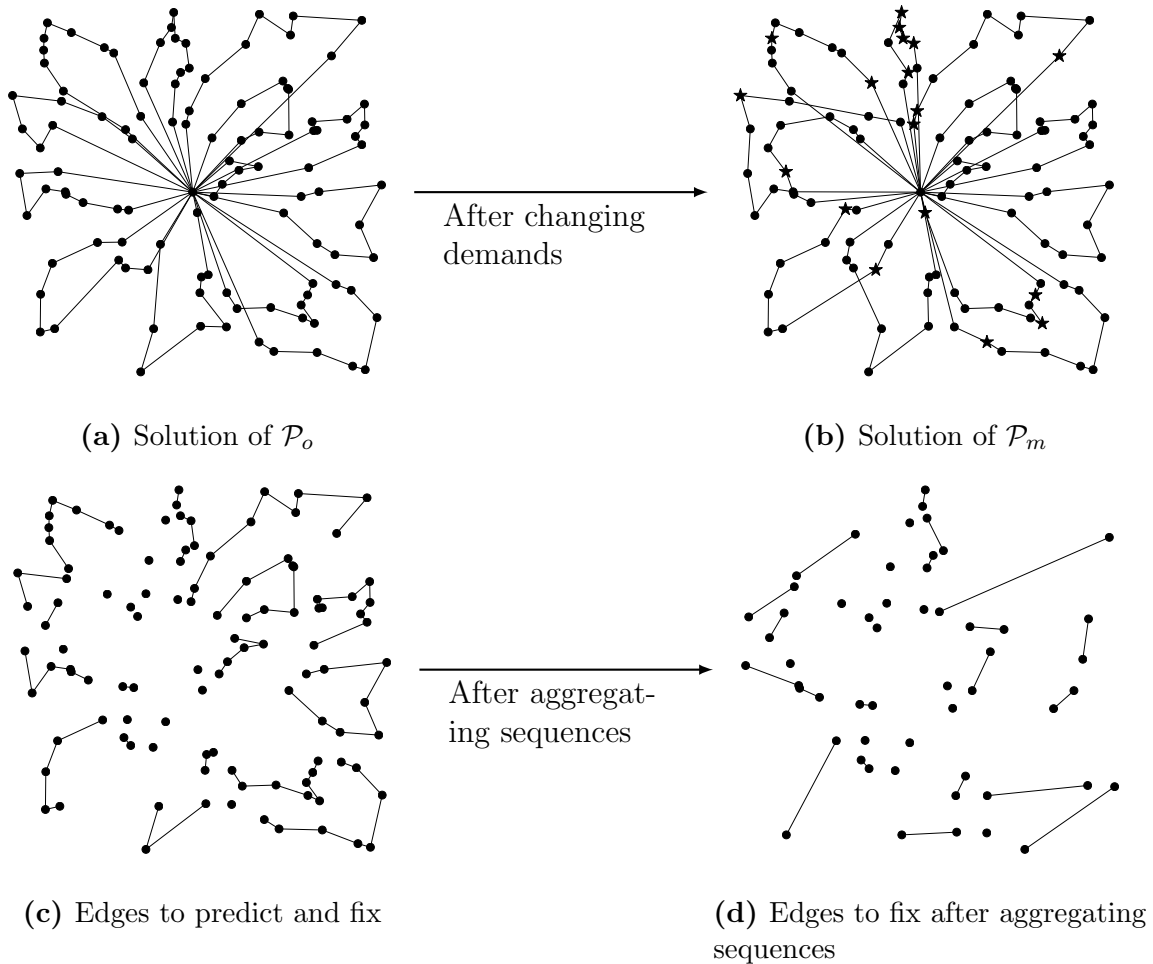 After changing
demands
(a) Solution of 𝒫ₒ
(b) Solution of 𝒫ₘ
After aggregat-
ing sequences
(c) Edges to predict and fix
(d) Edges to fix after aggregating
sequences